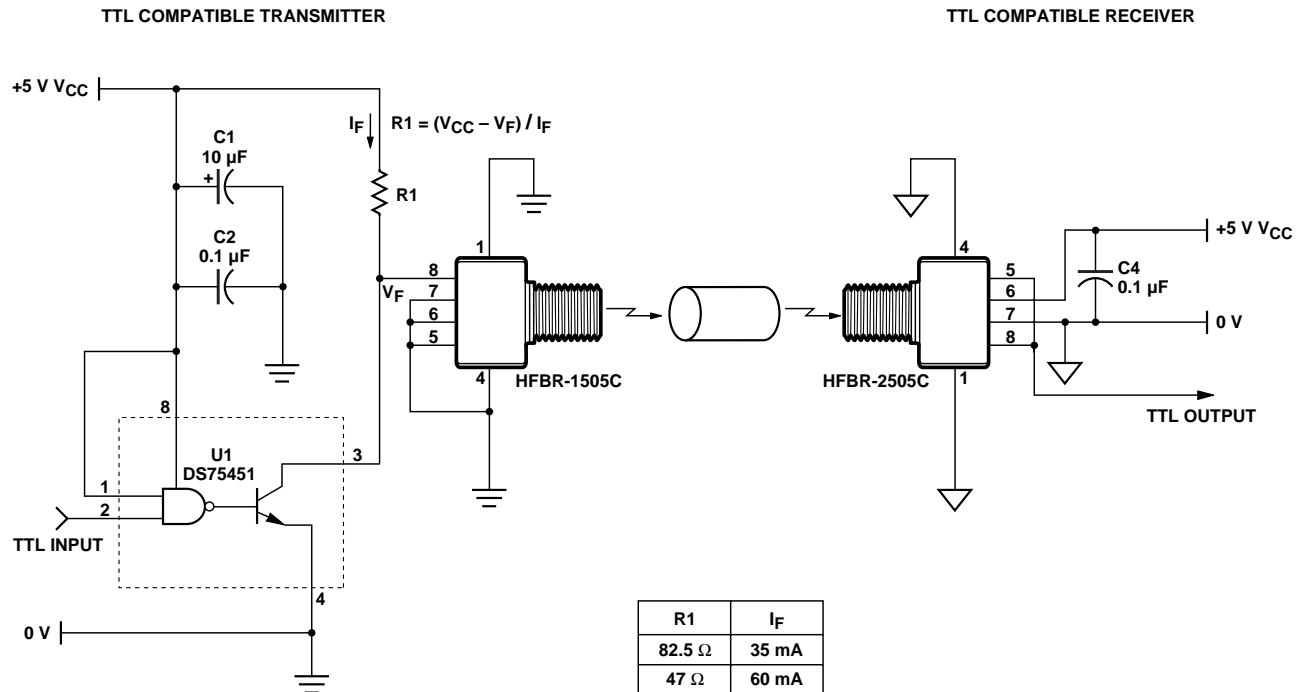 TTL COMPATIBLE TRANSMITTER
TTL COMPATIBLE RECEIVER
+5 V VCC
IF
R1 = (VCC – VF) / IF
C1
10 µF
+
R1
C2
0.1 µF
1
8
VF
7
6
5
4
HFBR-1505C
4
5
6
7
8
1
HFBR-2505C
+5 V VCC
C4
0.1 µF
0 V
TTL OUTPUT
8
U1
DS75451
3
1
2
TTL INPUT
4
0 V
R1 IF
82.5 Ω 35 mA
47 Ω 60 mA